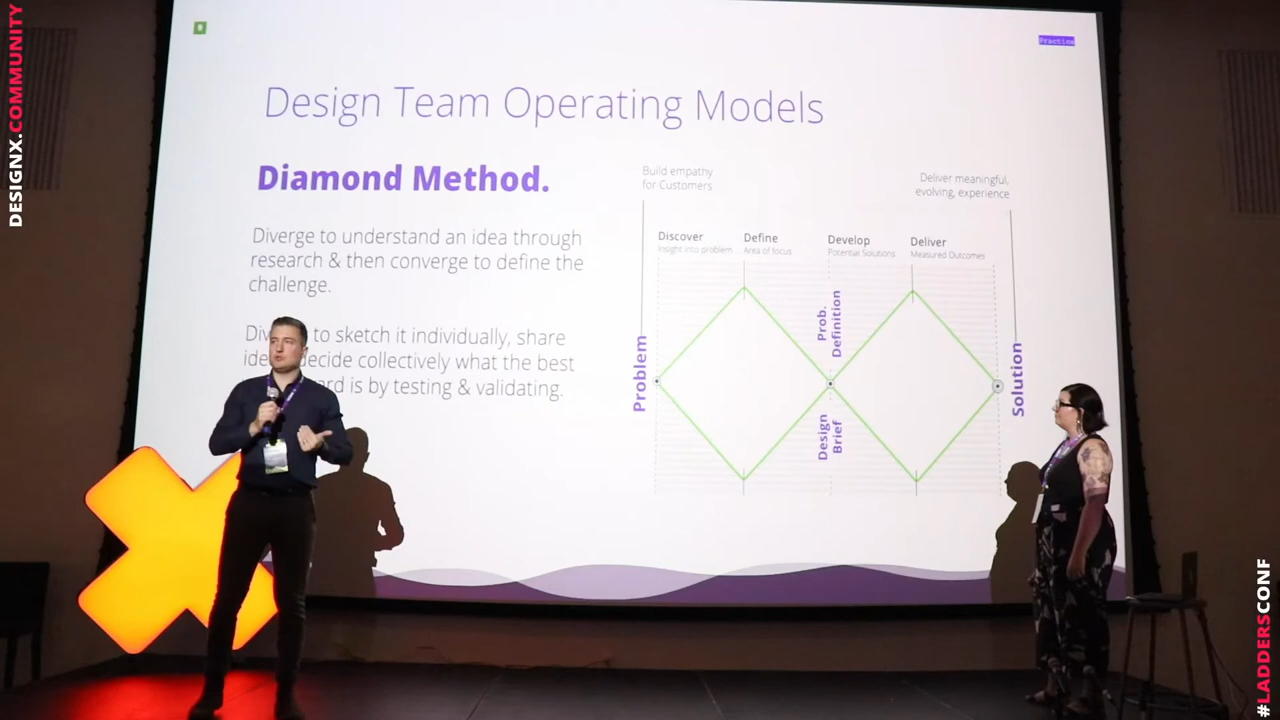 DESIGNX.COMMUNITY
Practice
Design Team Operating Models
Diamond Method.
Diverge to understand an idea through
research & then converge to define the
challenge.
to sketch it individually, share
decide collectively what the best
is by testing & validating.
Build empathy
for Customers
Deliver meaningful,
evolving, experience
Discover
Insight into problem
Define
Area of focus
Develop
Potential Solutions
Deliver
Measured Outcomes
Problem
Prob.
Definition
Design
Brief
Solution
#LADDERSCONF